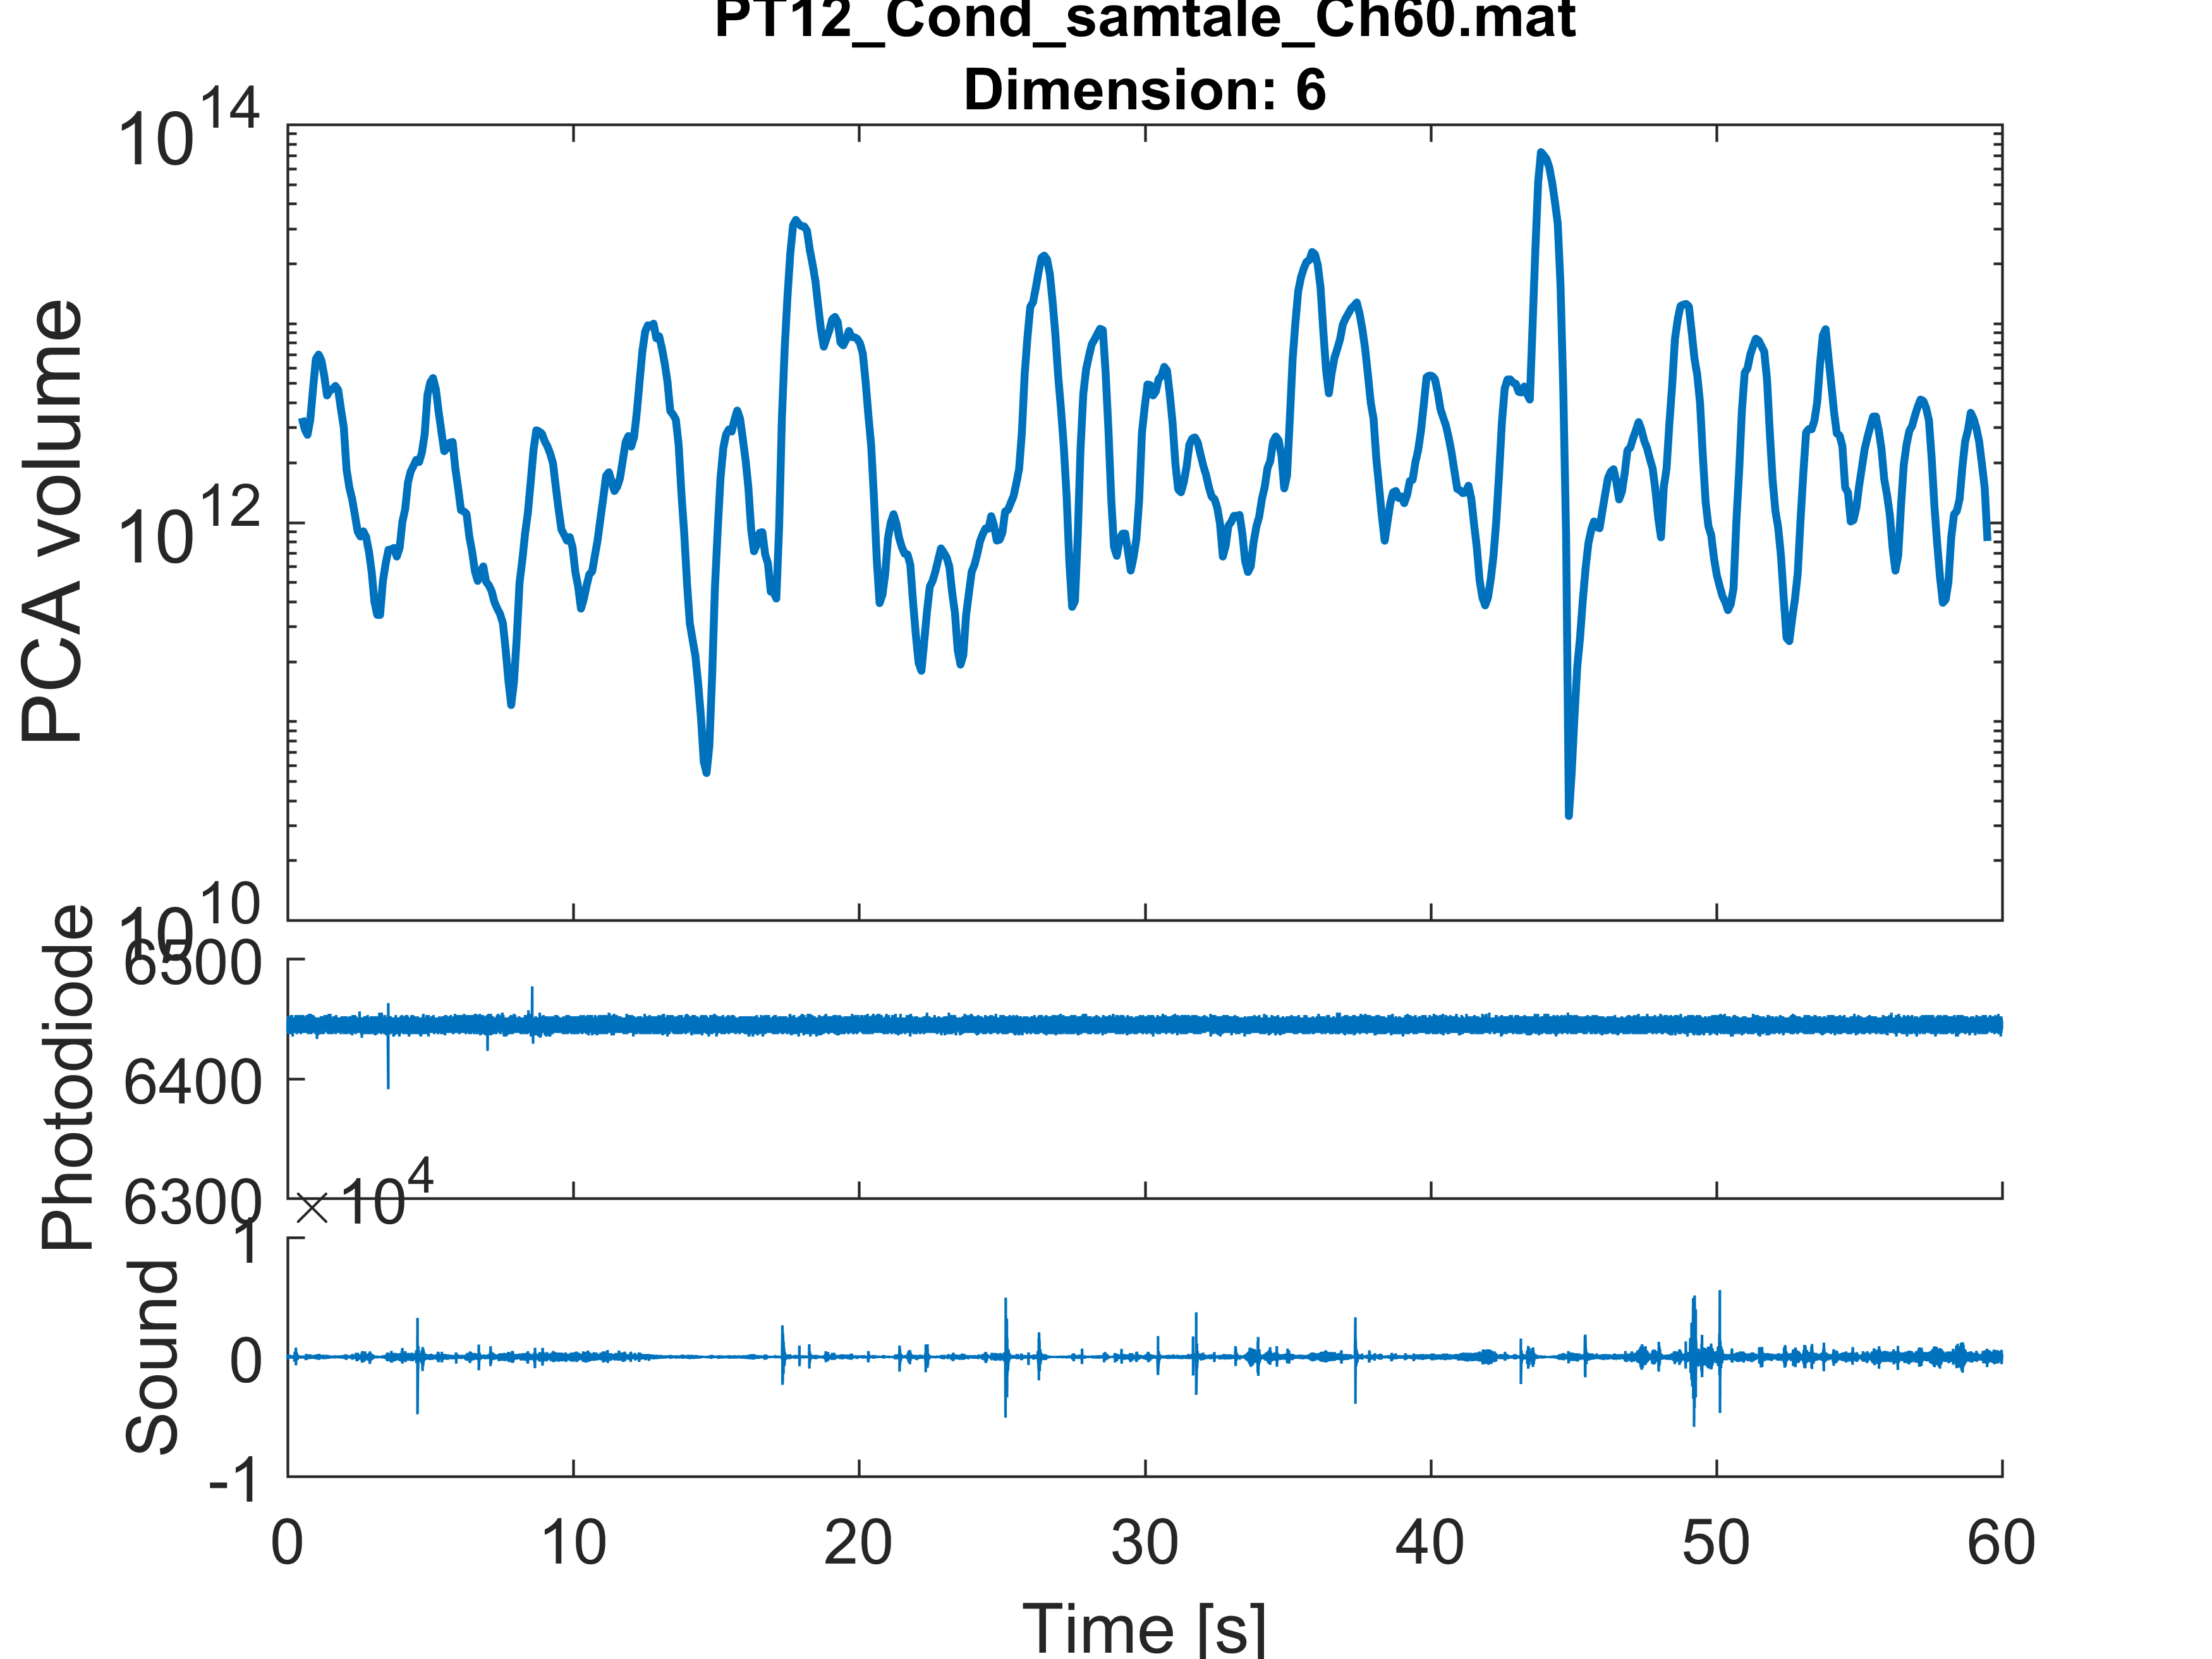 PT12_Cond_samtale_Ch60.mat
Dimension: 6
PCA volume
10^14
10^12
10^10
Photodiode
6500
6400
6300
×10^4
Sound
1
0
-1
0 10 20 30 40 50 60
Time [s]